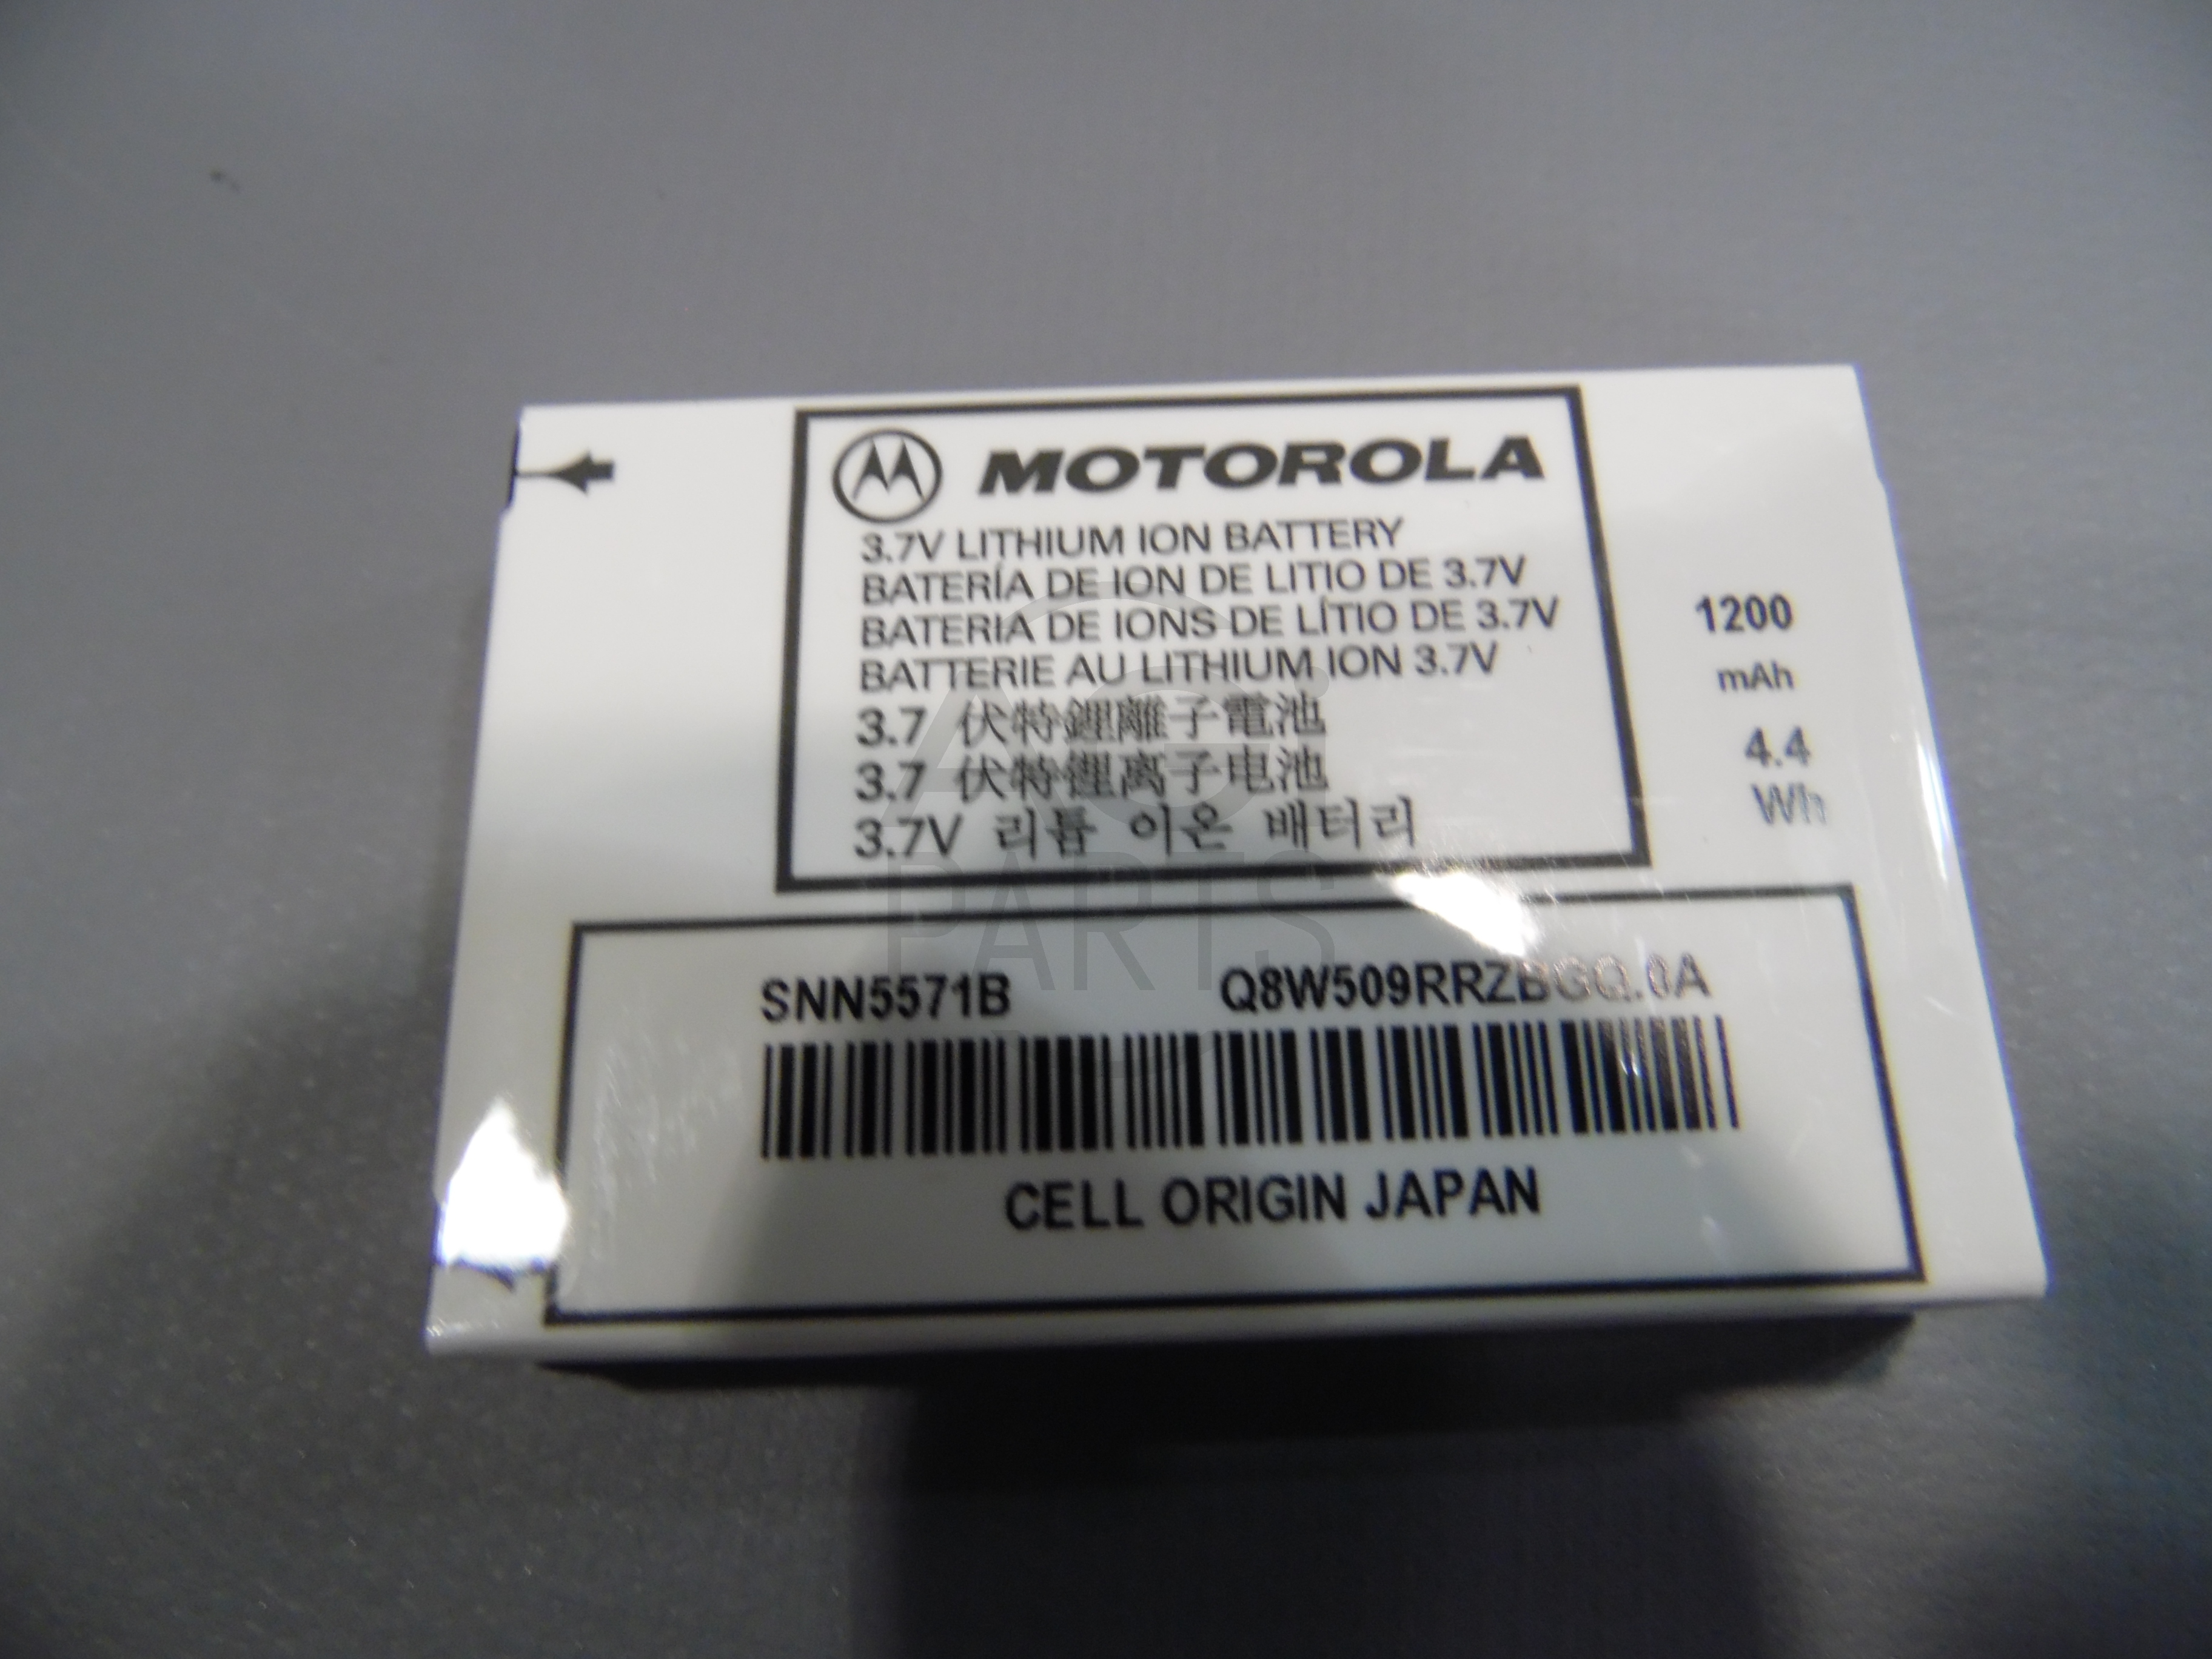 MOTOROLA
3.7V LITHIUM ION BATTERY
BATERÍA DE ION DE LITIO DE 3.7V
BATERIA DE IONS DE LÍTIO DE 3.7V
BATTERIE AU LITHIUM ION 3.7V
3.7 伏特鋰離子電池
3.7 伏特锂离子电池
3.7V 리튬 이온 배터리
1200
mAh
4.4
Wh
AGi
PARTS
SNN5571B Q8W509RRZBGQ.0A
CELL ORIGIN JAPAN